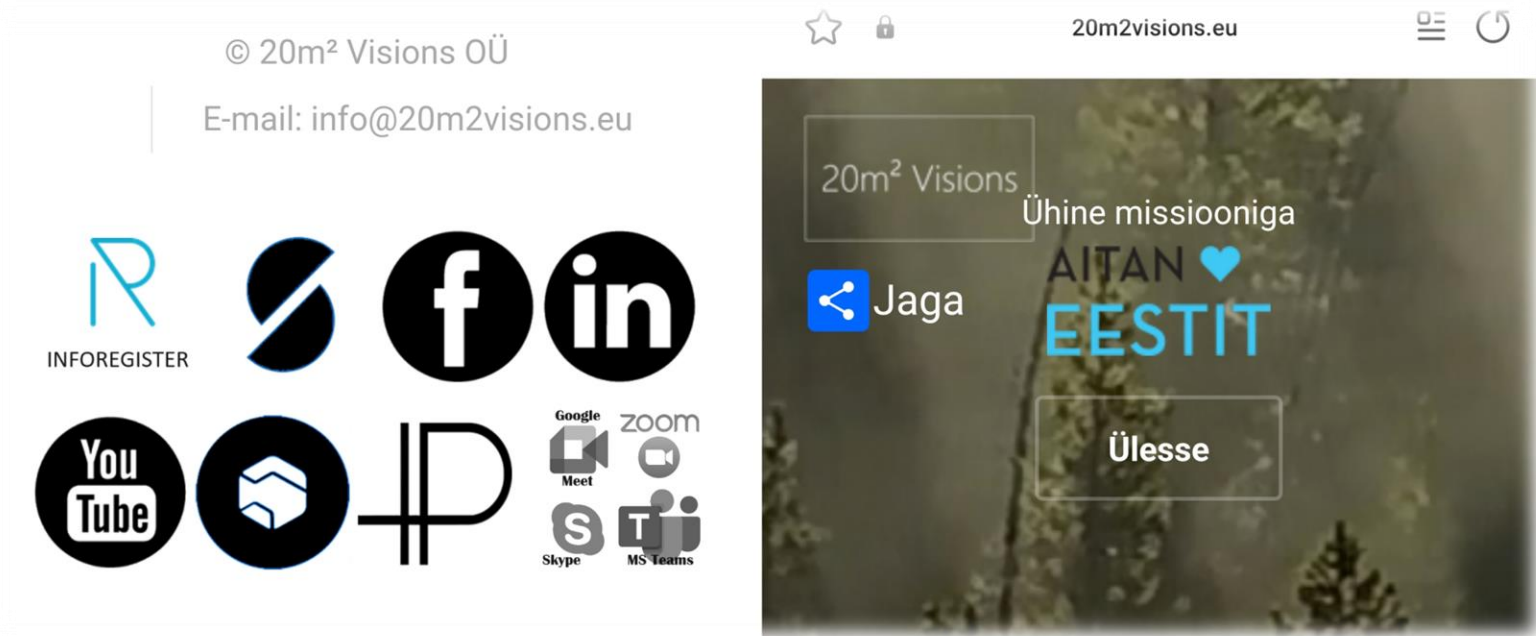 © 20m² Visions OÜ
E-mail: info@20m2visions.eu
INFOREGISTER
f
in
You
Tube
Google
Meet
zoom
S
Skype
T
MS Teams
20m2visions.eu
20m² Visions
Ühine missiooniga
AITAN
EESTIT
Jaga
Ülesse